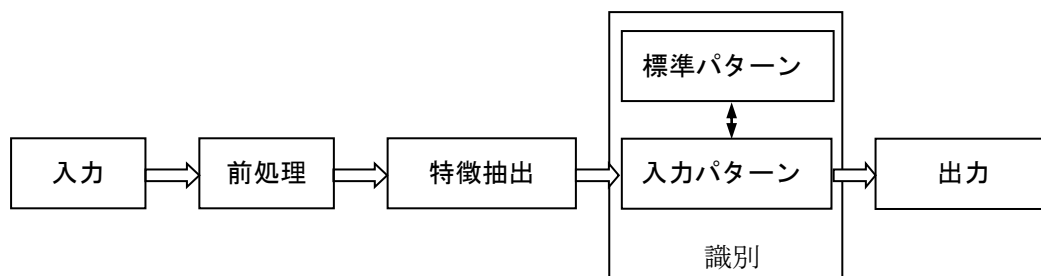 標準パターン
入力
前処理
特徴抽出
入力パターン
出力
識別